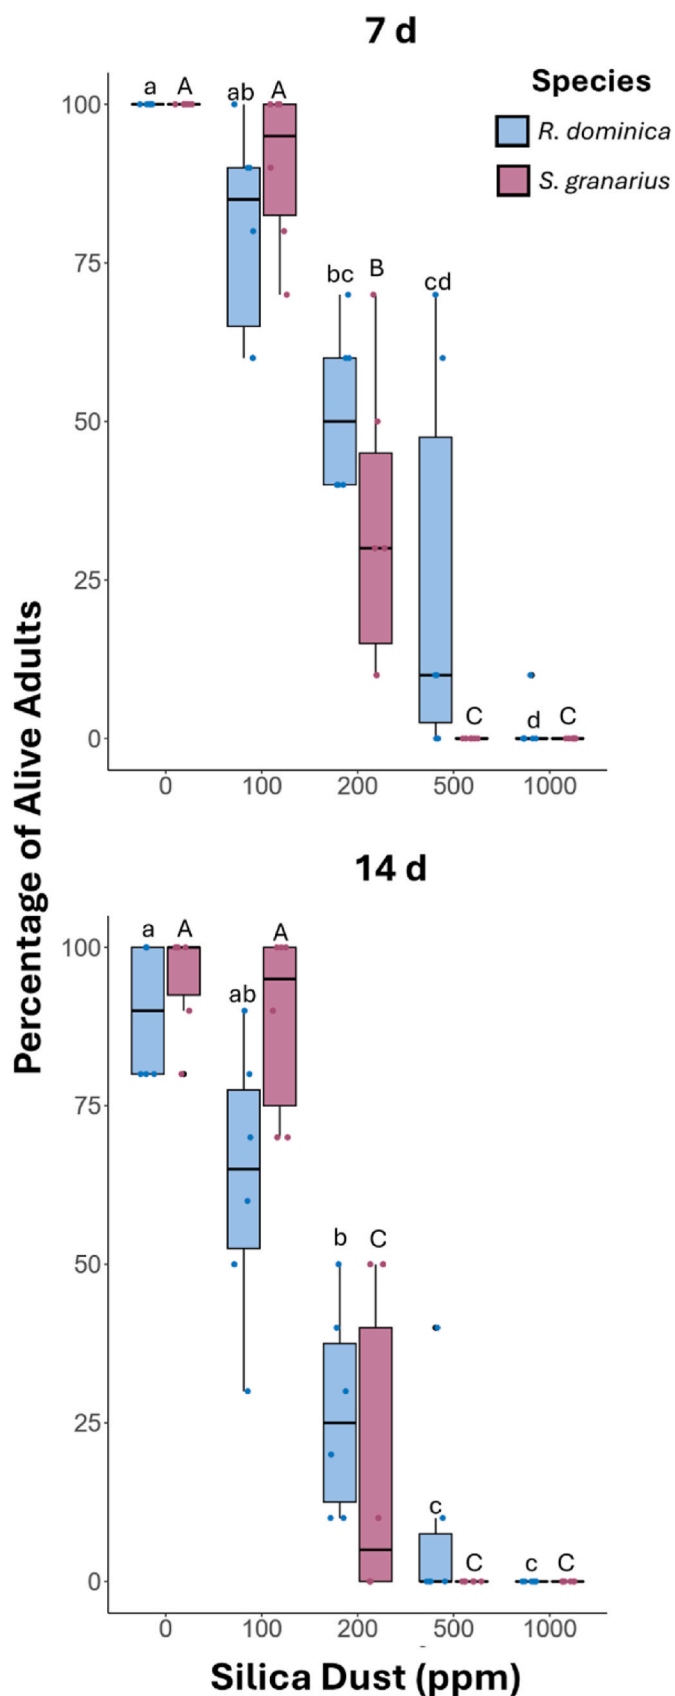 7 d
Species
R. dominica
S. granarius
a A ab A bc B cd C d C
100
75
50
25
0
0 100 200 500 1000
Percentage of Alive Adults
14 d
a A ab A b C c C c C
100
75
50
25
0
0 100 200 500 1000
Silica Dust (ppm)